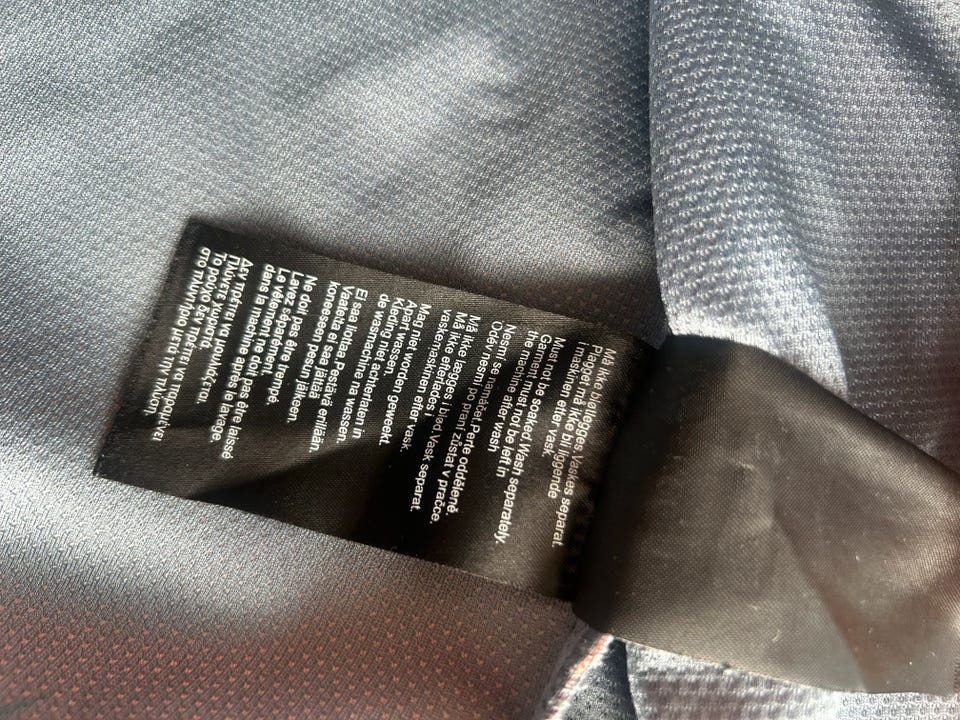 Må ikke bløtlegges Vaskes separat.
Plagget må ikke bli liggende
i maskinen etter vask.
Must not be soaked Wash separately.
Garment must not be left in
the machine after wash
Nesmí se namáčet.Perte odděleně.
Oděv nesmí po praní zůstat v pračce.
Må ikke lægges i blød Vask separat.
Må ikke efterlades i
vaskemaskinen efter vask.
Mag niet worden geweekt
Apart wassen.
Kleding niet achterlaten in
de wasmachine na wassen.
Ei saa liottaa.Pestävä erillään.
Vaatetta ei saa jättää
koneeseen pesun jälkeen.
Ne doit pas être trempé.
Lavez séparément.
Le vêtement ne doit pas être laissé
dans la machine après le lavage.
Δεν πρέπει να μουλιάζεται.
Πλύνετε χωριστά.
Το ρούχο δεν πρέπει να παραμένει
στο πλυντήριο μετά την πλύση.